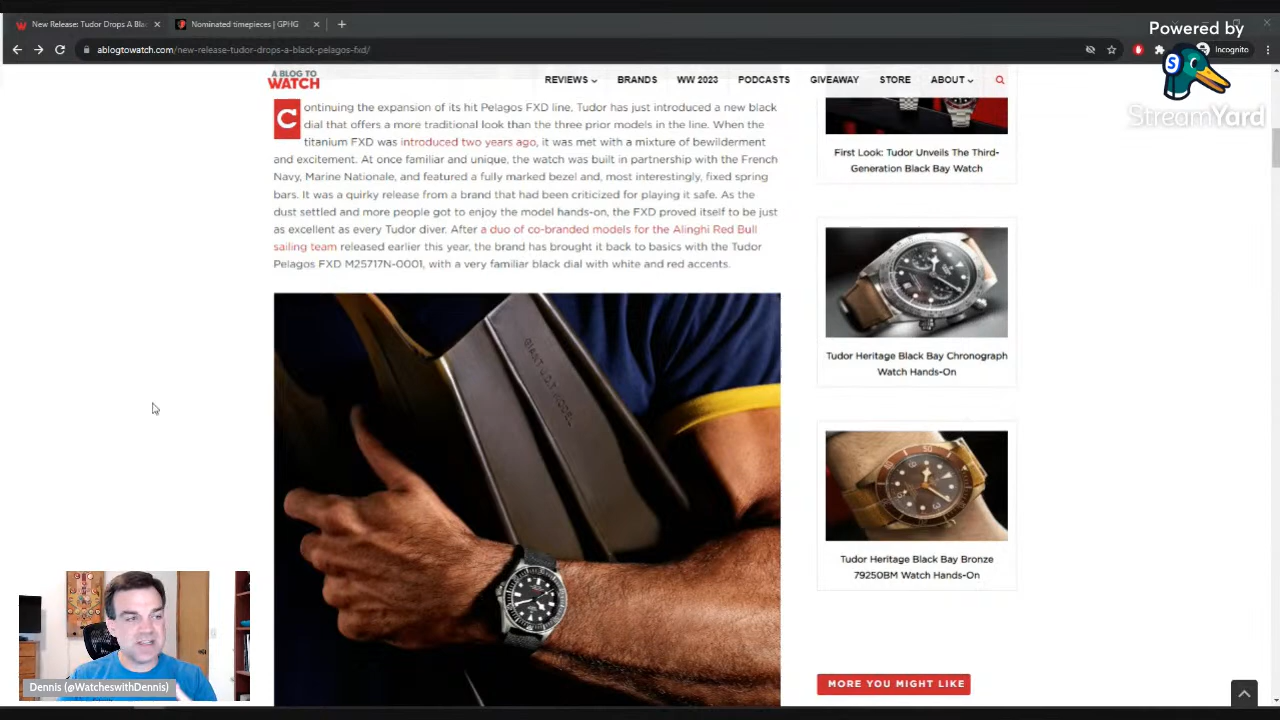 New Release: Tudor Drops A Bla
Nominated timepieces | GPHG
Powered by
ablogtowatch.com/new-release-tudor-drops-a-black-pelagos-fxd/
Incognito
StreamYard
A BLOG TO
WATCH
REVIEWS
BRANDS
WW 2023
PODCASTS
GIVEAWAY
STORE
ABOUT
Continuing the expansion of its hit Pelagos FXD line, Tudor has just introduced a new black
dial that offers a more traditional look than the three prior models in the line. When the
titanium FXD was introduced two years ago, it was met with a mixture of bewilderment
and excitement. At once familiar and unique, the watch was built in partnership with the French
Navy, Marine Nationale, and featured a fully marked bezel and, most interestingly, fixed spring
bars. It was a quirky release from a brand that had been criticized for playing it safe. As the
dust settled and more people got to enjoy the model hands-on, the FXD proved itself to be just
as excellent as every Tudor diver. After a duo of co-branded models for the Alinghi Red Bull
sailing team released earlier this year, the brand has brought it back to basics with the Tudor
Pelagos FXD M25717N-0001, with a very familiar black dial with white and red accents.
First Look: Tudor Unveils The Third-
Generation Black Bay Watch
Tudor Heritage Black Bay Chronograph
Watch Hands-On
Tudor Heritage Black Bay Bronze
79250BM Watch Hands-On
MORE YOU MIGHT LIKE
Dennis (@WatcheswithDennis)